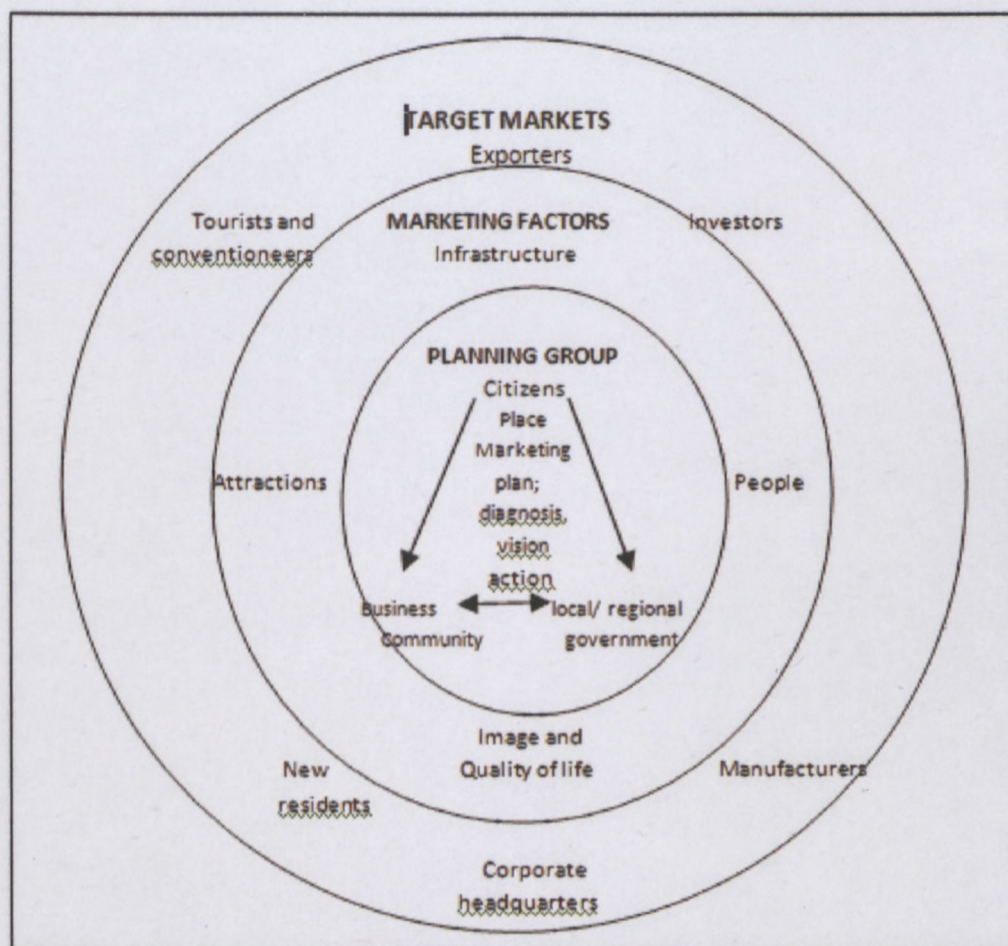 TARGET MARKETS
Exporters
Tourists and
conventioneers
Investors
MARKETING FACTORS
Infrastructure
PLANNING GROUP
Citizens
Place
Marketing
plan;
diagnosis,
vision
action
Attractions
People
Business
Community
local/ regional
government
Image and
Quality of life
New
residents
Manufacturers
Corporate
headquarters